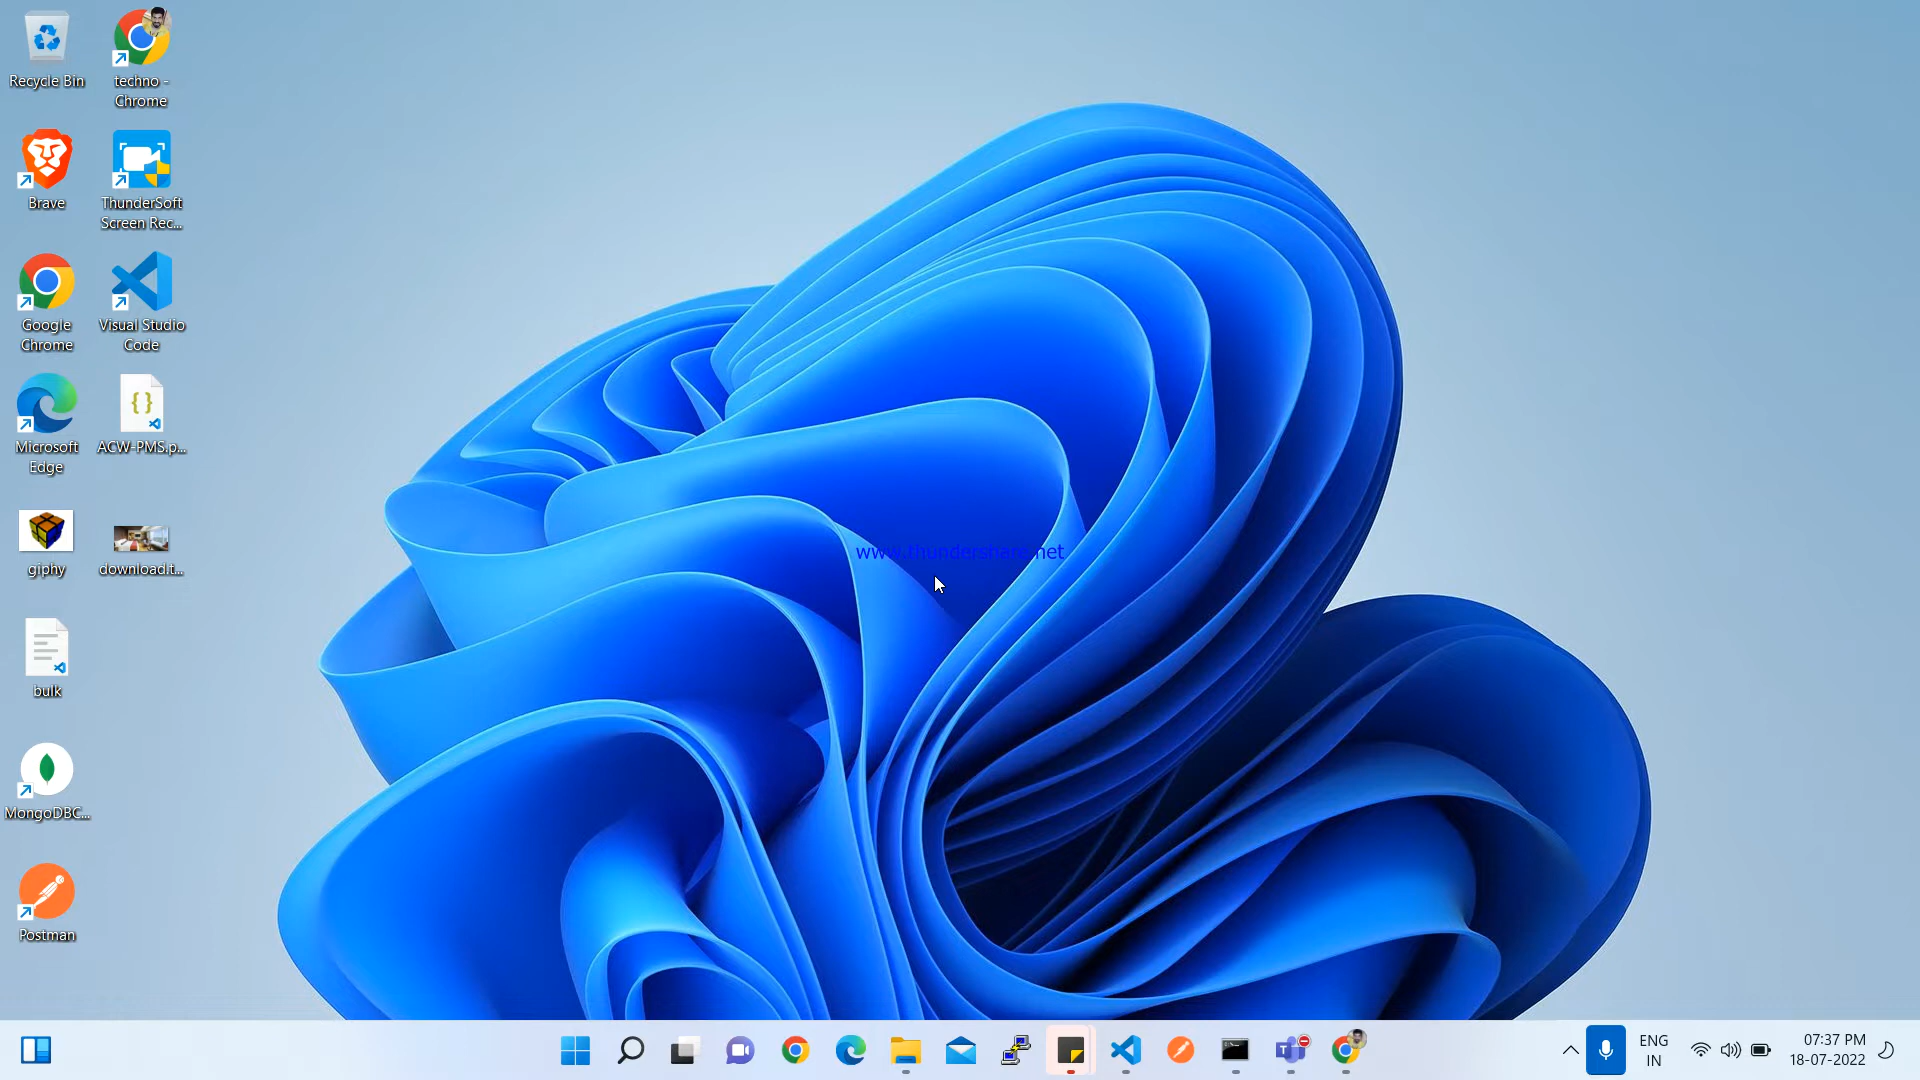 Recycle Bin
techno -
Chrome
Brave
ThunderSoft
Screen Rec...
Google
Chrome
Visual Studio
Code
Microsoft
Edge
ACW-PMS.p...
giphy
download.t...
bulk
MongoDBC...
Postman
www.thundershare.net
ENG
IN
07:37 PM
18-07-2022